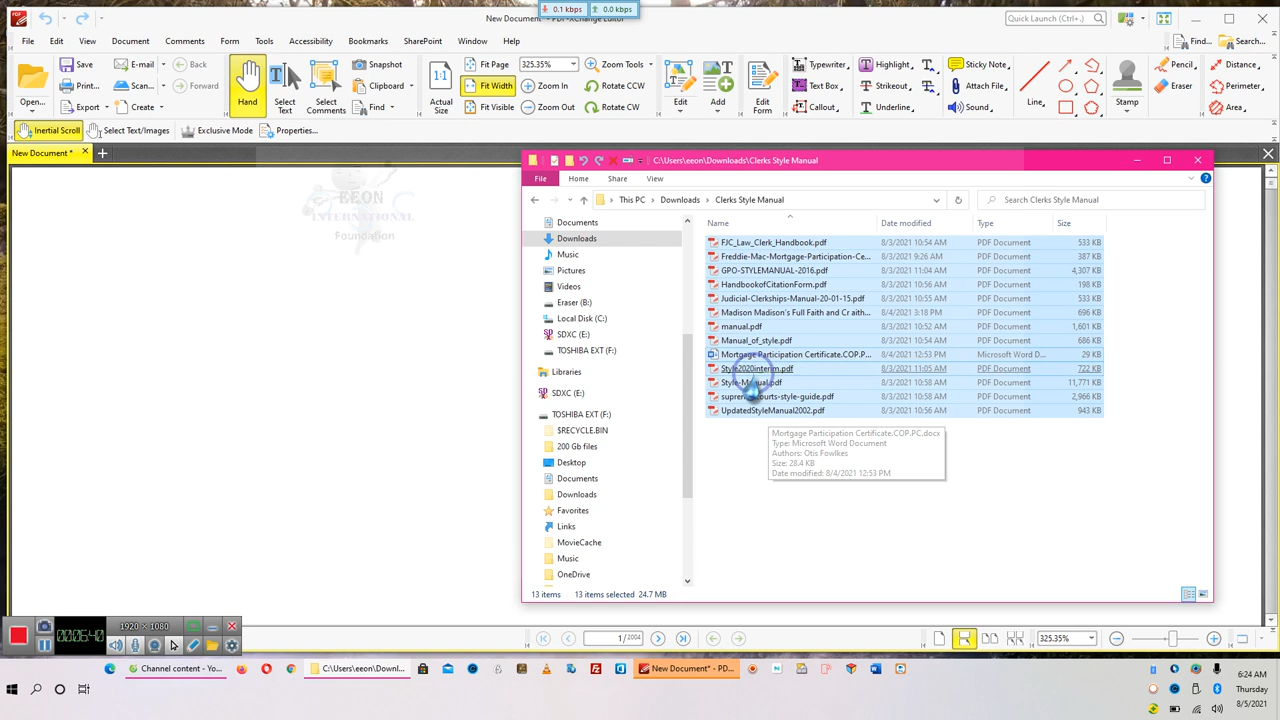 0.1 kbps 0.0 kbps
New Document * - PDF-XChange Editor
Quick Launch (Ctrl+.)
File Edit View Document Comments Form Tools Accessibility Bookmarks SharePoint Window Help
Find... Search...
Open... Save E-mail Back
Print... Scan... Forward
Export Create
Hand Select Text Select Comments
Snapshot
Clipboard
Find
Actual Size
Fit Page 325.35% Zoom Tools
Fit Width Zoom In Rotate CCW
Fit Visible Zoom Out Rotate CW
Edit Add Edit Form
Typewriter Highlight Sticky Note Pencil Distance
Text Box Strikeout Attach File Eraser Perimeter
Callout Underline Sound Line Stamp Area
Inertial Scroll Select Text/Images Exclusive Mode Properties...
New Document *
EEON
INTERNATIONAL
Foundation
C:\Users\eeon\Downloads\Clerks Style Manual
File Home Share View
This PC Downloads Clerks Style Manual
Search Clerks Style Manual
Name Date modified Type Size
Documents
Downloads
Music
Pictures
Videos
Eraser (B:)
Local Disk (C:)
SDXC (E:)
TOSHIBA EXT (F:)
Libraries
SDXC (E:)
TOSHIBA EXT (F:)
$RECYCLE.BIN
200 Gb files
Desktop
Documents
Downloads
Favorites
Links
MovieCache
Music
OneDrive
FJC_Law_Clerk_Handbook.pdf 8/3/2021 10:54 AM PDF Document 533 KB
Freddie-Mac-Mortgage-Participation-Ce... 8/3/2021 9:26 AM PDF Document 387 KB
GPO-STYLEMANUAL-2016.pdf 8/3/2021 11:04 AM PDF Document 4,307 KB
HandbookofCitationForm.pdf 8/3/2021 10:55 AM PDF Document 198 KB
Judicial-Clerkships-Manual-20-01-15.pdf 8/3/2021 10:55 AM PDF Document 533 KB
Madison Madison's Full Faith and Cr aith... 8/4/2021 3:18 PM PDF Document 696 KB
manual.pdf 8/3/2021 10:52 AM PDF Document 1,601 KB
Manual_of_style.pdf 8/3/2021 10:54 AM PDF Document 686 KB
Mortgage Participation Certificate.COP.P... 8/4/2021 12:53 PM Microsoft Word D... 29 KB
Style2020interim.pdf 8/3/2021 11:05 AM PDF Document 722 KB
Style-Manual.pdf 8/3/2021 10:58 AM PDF Document 11,771 KB
supreme-courts-style-guide.pdf 8/3/2021 10:58 AM PDF Document 2,966 KB
UpdatedStyleManual2002.pdf 8/3/2021 10:56 AM PDF Document 943 KB
Mortgage Participation Certificate.COP.PC.docx
Type: Microsoft Word Document
Authors: Otis Fowlkes
Size: 28.4 KB
Date modified: 8/4/2021 12:53 PM
13 items 13 items selected 24.7 MB
1920 × 1080
00:06:40
1 / 2004
325.35%
Channel content - Yo...
C:\Users\eeon\Downl...
New Document* - PD...
6:24 AM
Thursday
8/5/2021